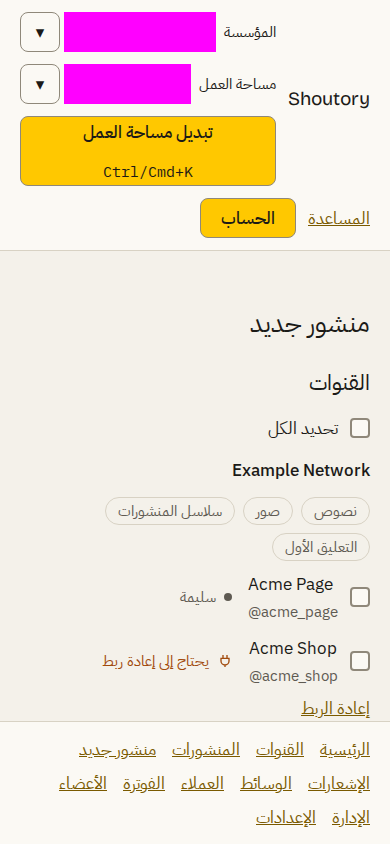 Shoutory
المؤسسة
▼
مساحة العمل
▼
تبديل مساحة العمل
Ctrl/Cmd+K
المساعدة
الحساب
منشور جديد
القنوات
تحديد الكل
Example Network
نصوص
صور
سلاسل المنشورات
التعليق الأول
Acme Page
سليمة
@acme_page
Acme Shop
يحتاج إلى إعادة ربط
@acme_shop
إعادة الربط
الرئيسية القنوات المنشورات منشور جديد
الإشعارات الوسائط العملاء الفوترة الأعضاء
الإدارة الإعدادات